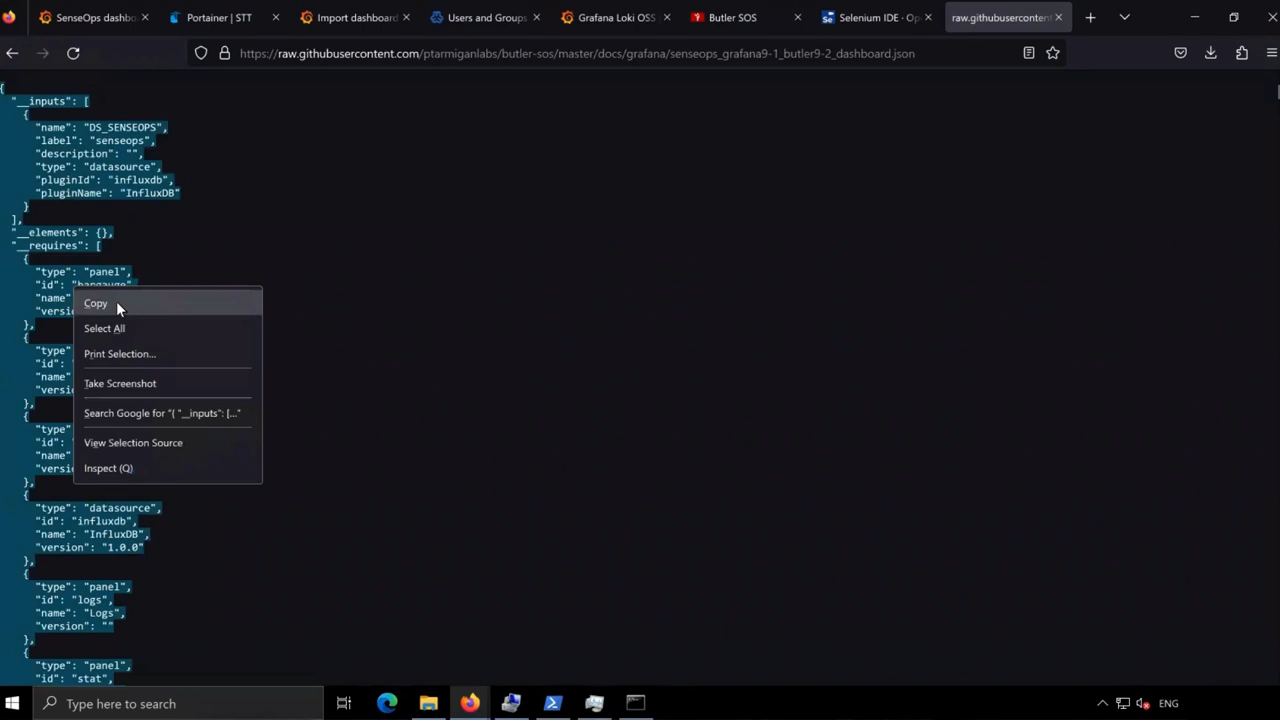 SenseOps dashbo
Portainer | STT
Import dashboard
Users and Groups
Grafana Loki OSS
Butler SOS
Selenium IDE - Op
raw.githubusercontent
https://raw.githubusercontent.com/ptarmiganlabs/butler-sos/master/docs/grafana/senseops_grafana9-1_butler9-2_dashboard.json
{
"__inputs": [
{
"name": "DS_SENSEOPS",
"label": "senseops",
"description": "",
"type": "datasource",
"pluginId": "influxdb",
"pluginName": "InfluxDB"
}
],
"__elements": {},
"__requires": [
{
"type": "panel",
"id": "bargauge",
"name"
"versio
},
{
"type"
"id":
"name"
"versio
},
{
"type"
"id":
"name"
"versio
},
{
"type": "datasource",
"id": "influxdb",
"name": "InfluxDB",
"version": "1.0.0"
},
{
"type": "panel",
"id": "logs",
"name": "Logs",
"version": ""
},
{
"type": "panel",
"id": "stat",
Copy
Select All
Print Selection...
Take Screenshot
Search Google for "{ "__inputs": [..."
View Selection Source
Inspect (Q)
Type here to search
ENG